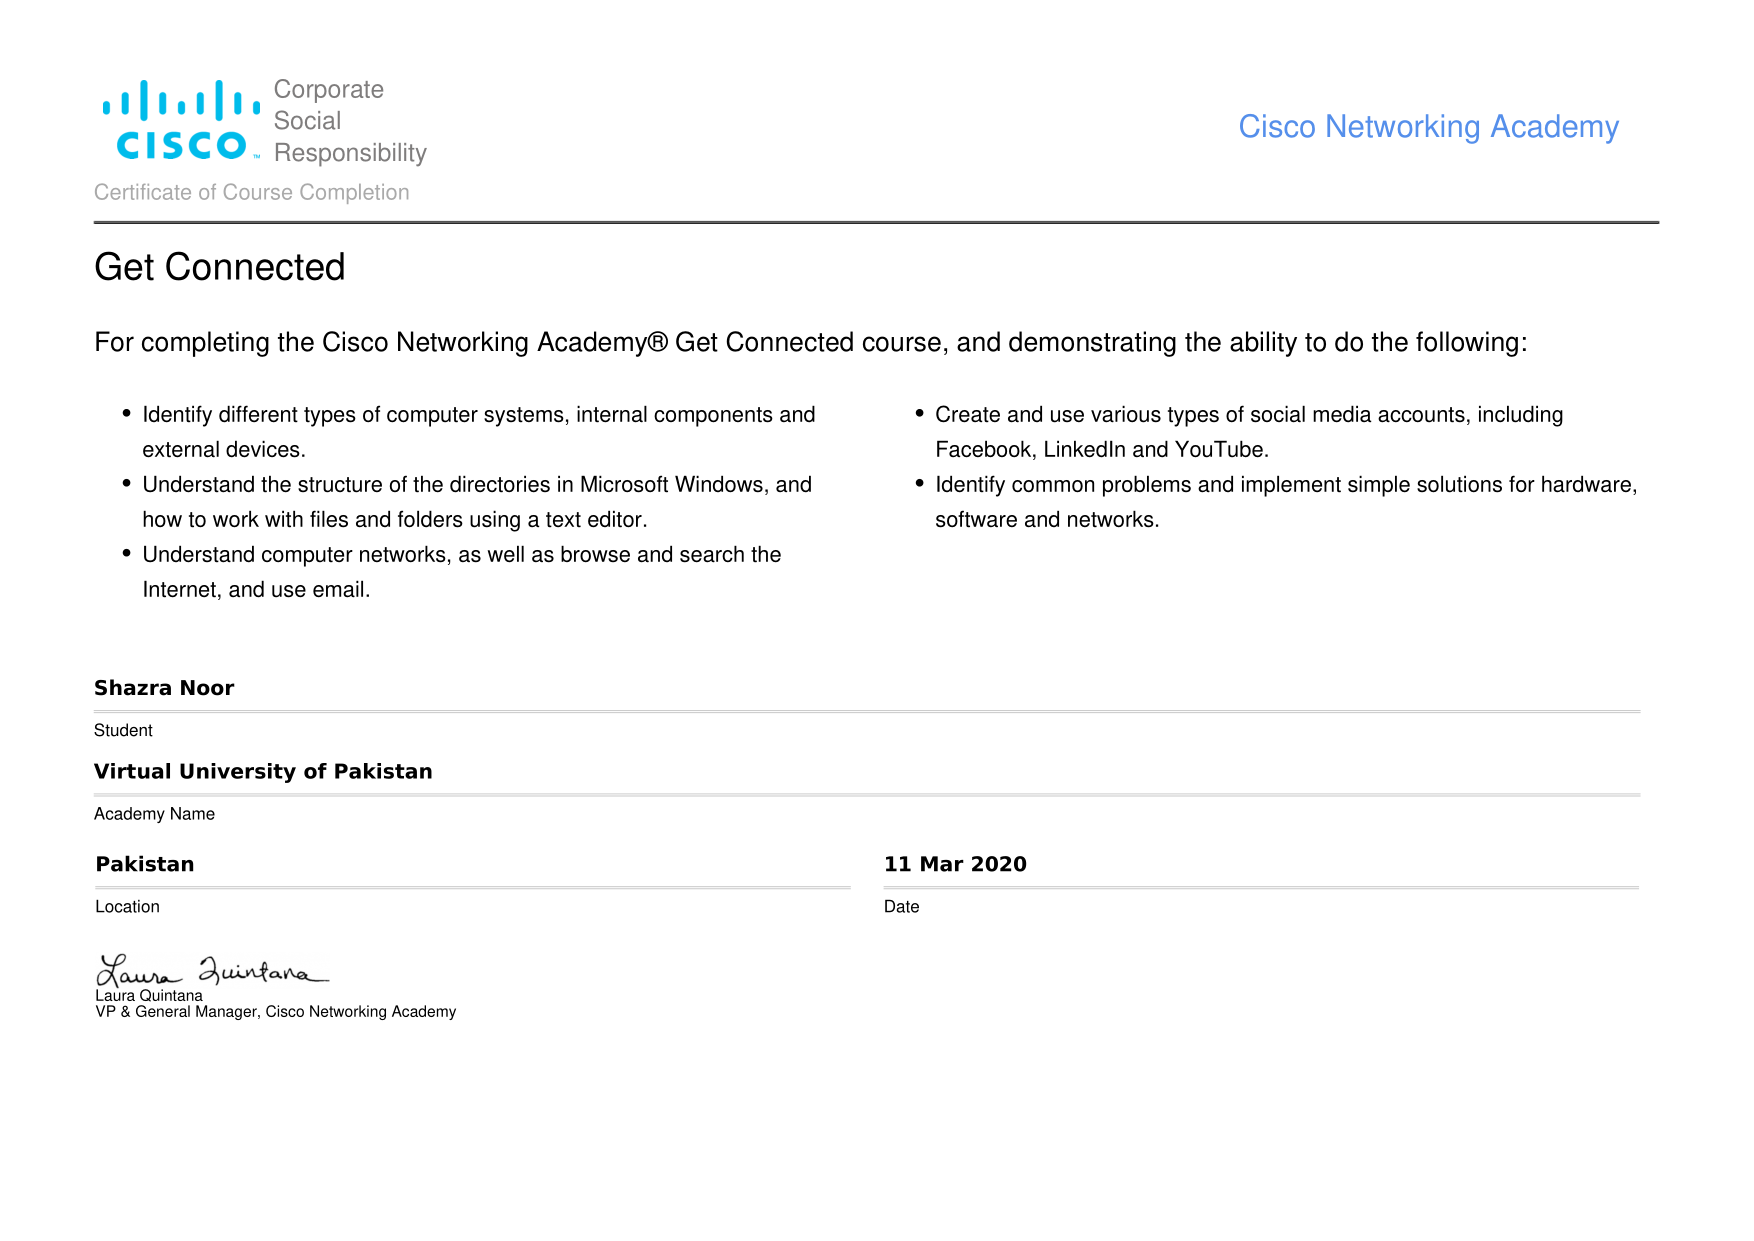 CISCO™
Corporate
Social
Responsibility
Cisco Networking Academy
Certificate of Course Completion
Get Connected
For completing the Cisco Networking Academy® Get Connected course, and demonstrating the ability to do the following:
• Identify different types of computer systems, internal components and
external devices.
• Understand the structure of the directories in Microsoft Windows, and
how to work with files and folders using a text editor.
• Understand computer networks, as well as browse and search the
Internet, and use email.
• Create and use various types of social media accounts, including
Facebook, LinkedIn and YouTube.
• Identify common problems and implement simple solutions for hardware,
software and networks.
Shazra Noor
Student
Virtual University of Pakistan
Academy Name
Pakistan
Location
11 Mar 2020
Date
Laura Quintana
Laura Quintana
VP & General Manager, Cisco Networking Academy